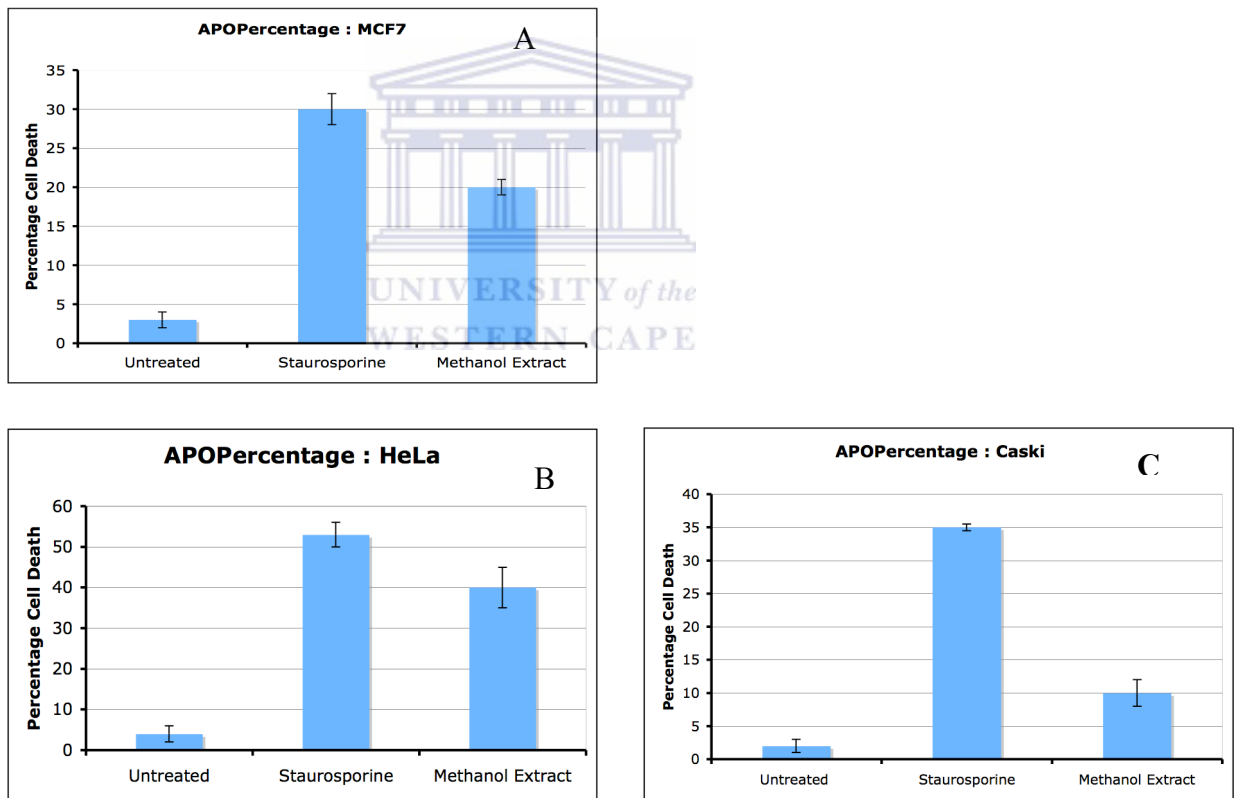 APOPercentage : MCF7
A
Percentage Cell Death
35
30
25
20
15
10
5
0
Untreated Staurosporine Methanol Extract
UNIVERSITY of the
WESTERN CAPE
APOPercentage : HeLa
B
Percentage Cell Death
60
50
40
30
20
10
0
Untreated Staurosporine Methanol Extract
APOPercentage : Caski
C
Percentage Cell Death
40
35
30
25
20
15
10
5
0
Untreated Staurosporine Methanol Extract